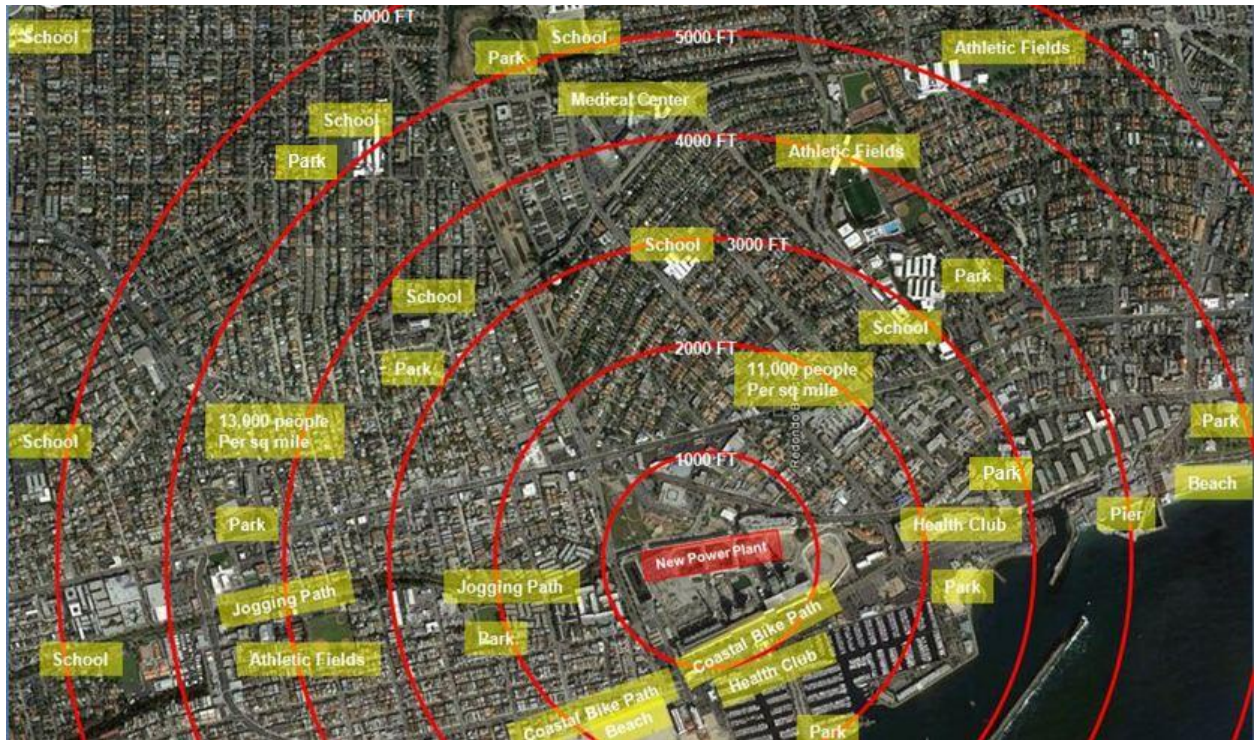 6000 FT
School
School
5000 FT
Athletic Fields
Park
Medical Center
School
4000 FT
Athletic Fields
Park
School
3000 FT
Park
School
School
2000 FT
Park
11,000 people
Per sq mile
13,000 people
Per sq mile
Park
School
1000 FT
Park
Beach
Park
Health Club
Pier
New Power Plant
Jogging Path
Jogging Path
Park
Coastal Bike Path
Park
School
Athletic Fields
Health Club
Coastal Bike Path
Beach
Park